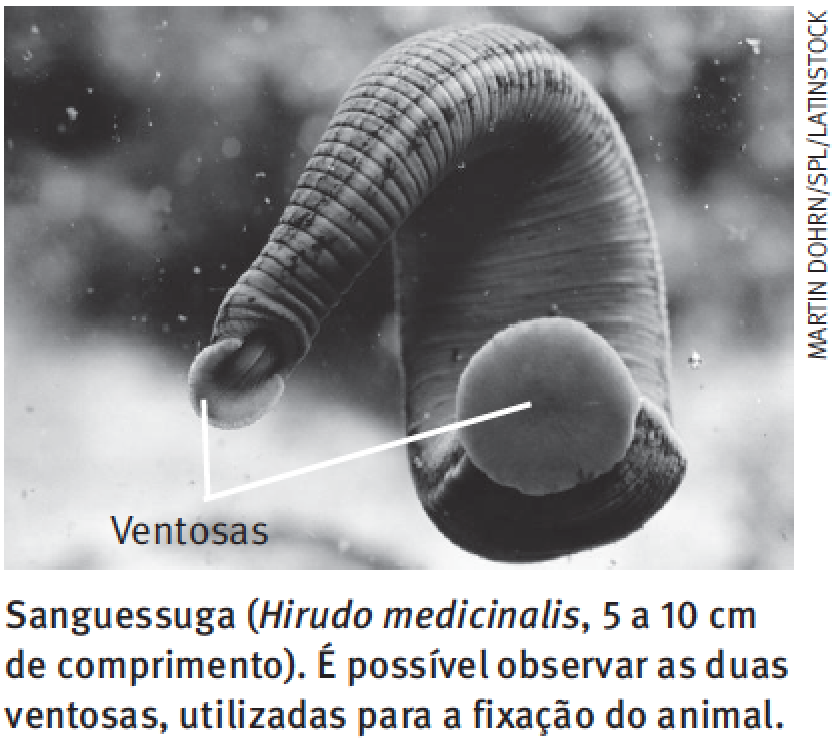 MARTIN DOHRN/SPL/LATINSTOCK
Ventosas
Sanguessuga (Hirudo medicinalis, 5 a 10 cm
de comprimento). É possível observar as duas
ventosas, utilizadas para a fixação do animal.